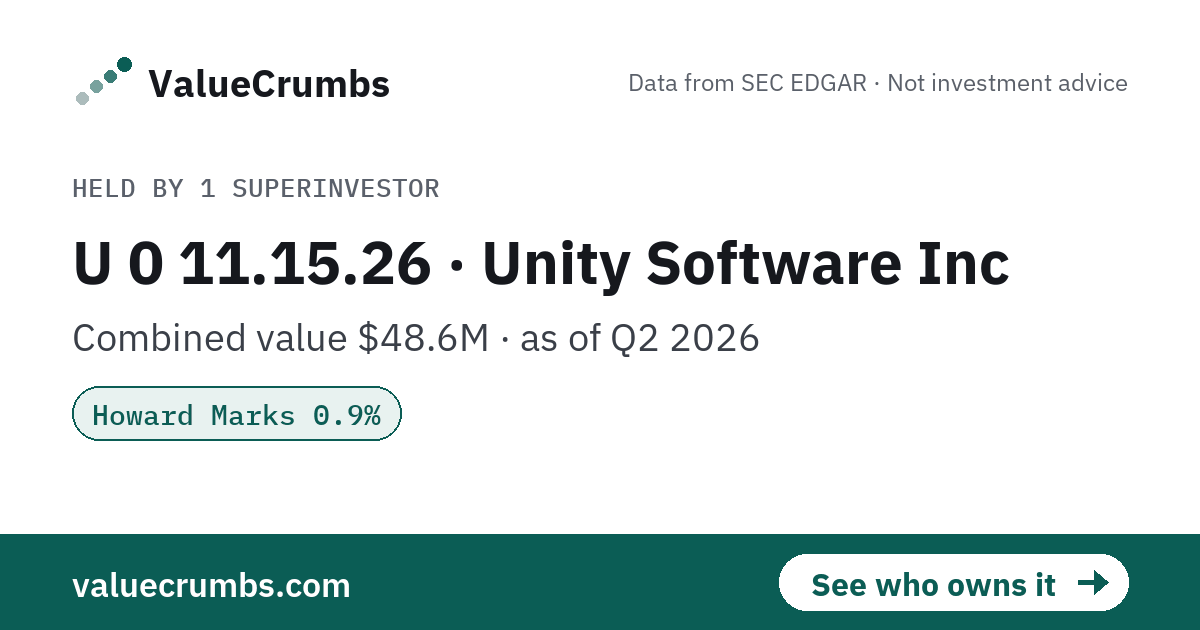 ValueCrumbs
Data from SEC EDGAR · Not investment advice
HELD BY 1 SUPERINVESTOR
U 0 11.15.26 · Unity Software Inc
Combined value $48.6M · as of Q2 2026
Howard Marks 0.9%
valuecrumbs.com
See who owns it →